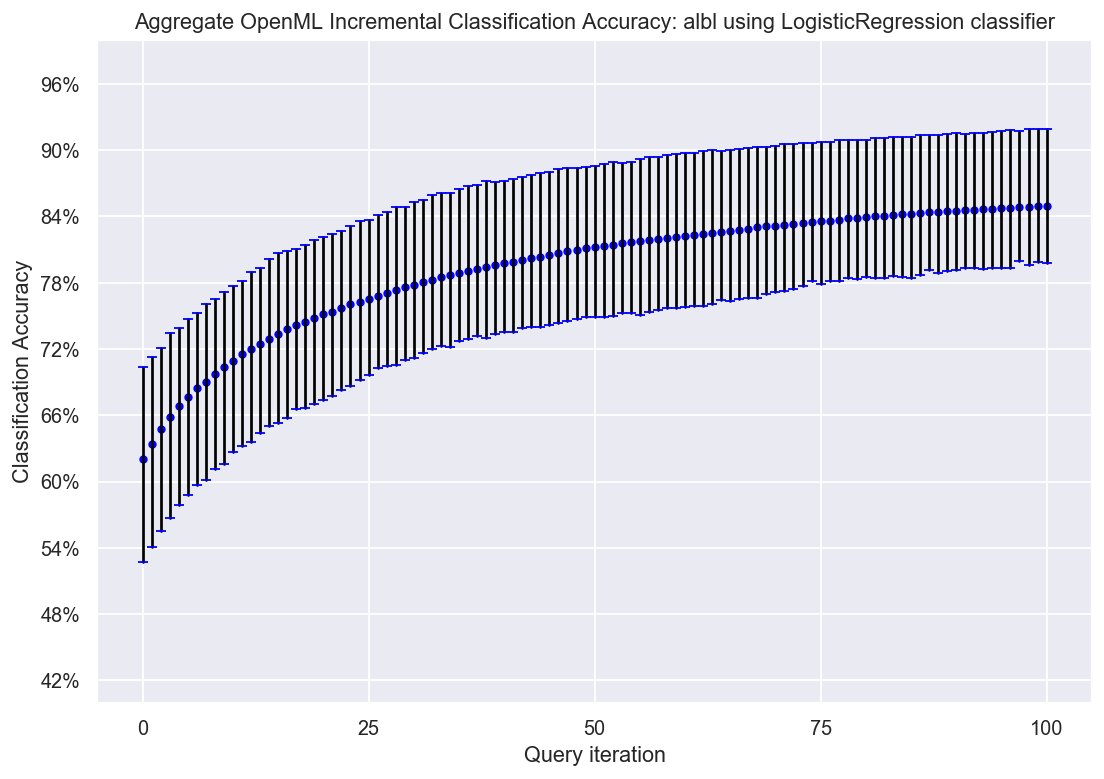 Aggregate OpenML Incremental Classification Accuracy: albl using LogisticRegression classifier
96%
90%
84%
78%
72%
66%
60%
54%
48%
42%
Classification Accuracy
0 25 50 75 100
Query iteration